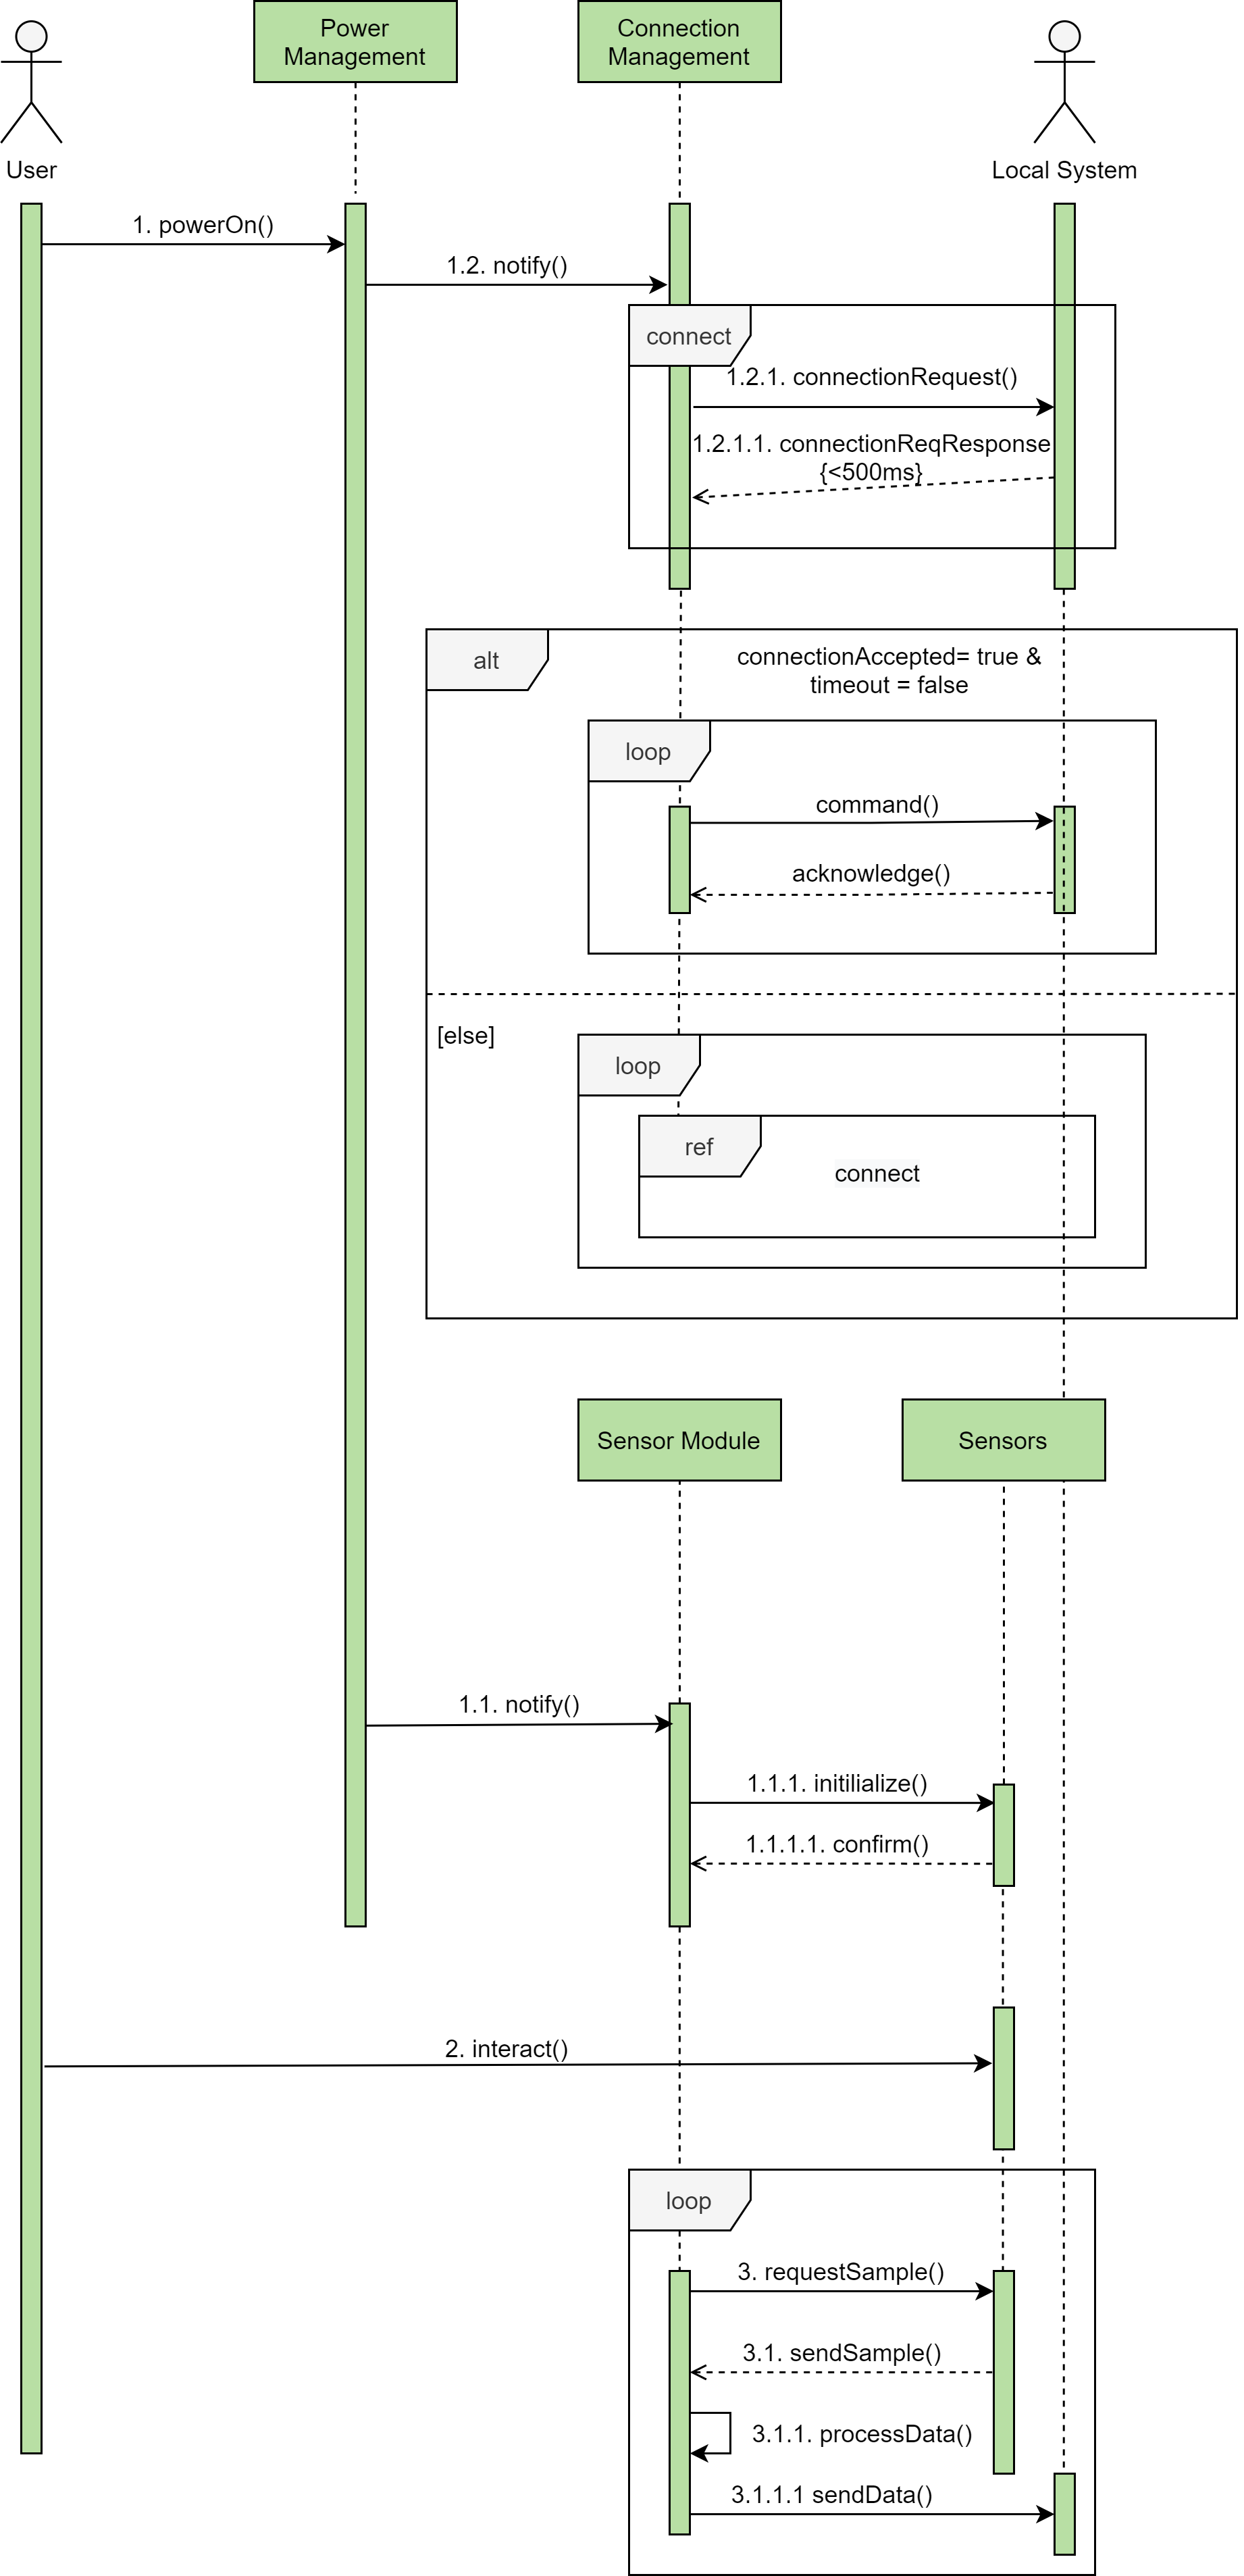 Power
Management
Connection
Management
User
Local System
1. powerOn()
1.2. notify()
connect
1.2.1. connectionRequest()
1.2.1.1. connectionReqResponse
{<500ms}
alt
connectionAccepted= true &
timeout = false
loop
command()
acknowledge()
[else]
loop
ref
connect
Sensor Module
Sensors
1.1. notify()
1.1.1. initilialize()
1.1.1.1. confirm()
2. interact()
loop
3. requestSample()
3.1. sendSample()
3.1.1. processData()
3.1.1.1 sendData()